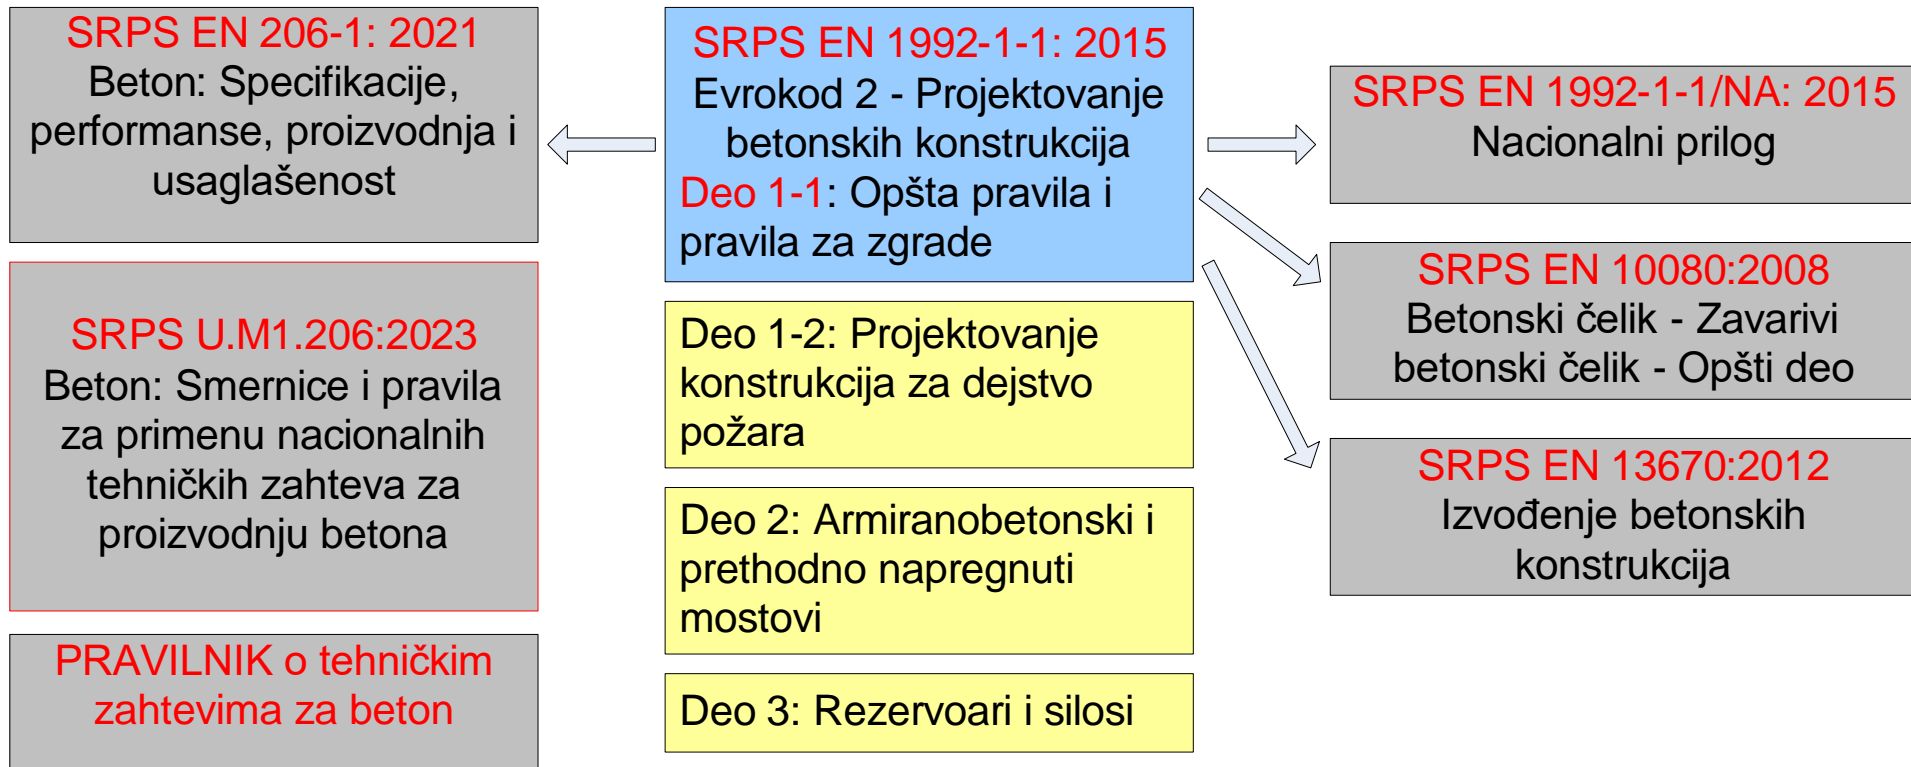 SRPS EN 206-1: 2021
Beton: Specifikacije,
performanse, proizvodnja i
usaglašenost
SRPS U.M1.206:2023
Beton: Smernice i pravila
za primenu nacionalnih
tehničkih zahteva za
proizvodnju betona
PRAVILNIK o tehničkim
zahtevima za beton
SRPS EN 1992-1-1: 2015
Evrokod 2 - Projektovanje
betonskih konstrukcija
Deo 1-1: Opšta pravila i
pravila za zgrade
Deo 1-2: Projektovanje
konstrukcija za dejstvo
požara
Deo 2: Armiranobetonski i
prethodno napregnuti
mostovi
Deo 3: Rezervoari i silosi
SRPS EN 1992-1-1/NA: 2015
Nacionalni prilog
SRPS EN 10080:2008
Betonski čelik - Zavarivi
betonski čelik - Opšti deo
SRPS EN 13670:2012
Izvođenje betonskih
konstrukcija